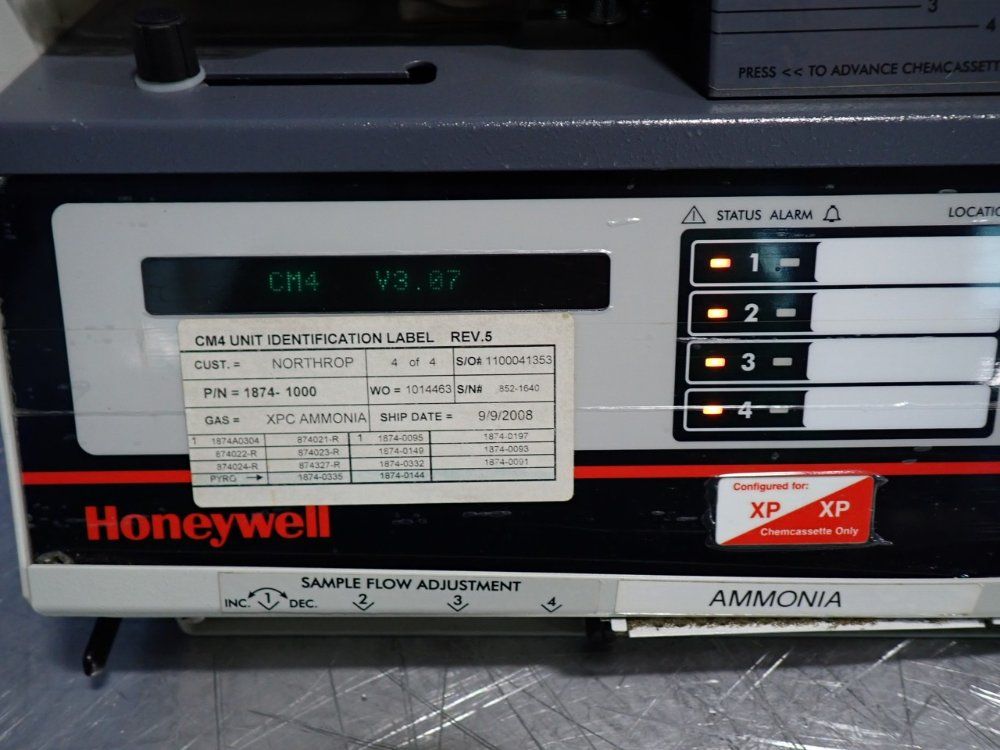 3
4
PRESS << TO ADVANCE CHEMCASSETT
STATUS ALARM
LOCATIO
CM4 V3.07
1
2
3
4
CM4 UNIT IDENTIFICATION LABEL REV.5
CUST. = NORTHROP 4 of 4 S/O# 1100041353
P/N = 1874- 1000 WO = 1014463 S/N# 852-1640
GAS = XPC AMMONIA SHIP DATE = 9/9/2008
1 1874A0304 874021-R 1 1874-0095 1874-0197
874022-R 874023-R 1874-0149 1874-0093
874024-R 874327-R 1874-0332 1874-0091
PYRO → 1874-0335 1874-0144
Honeywell
Configured for:
XP XP
Chemcassette Only
SAMPLE FLOW ADJUSTMENT
INC. 1 DEC. 2 3 4
AMMONIA